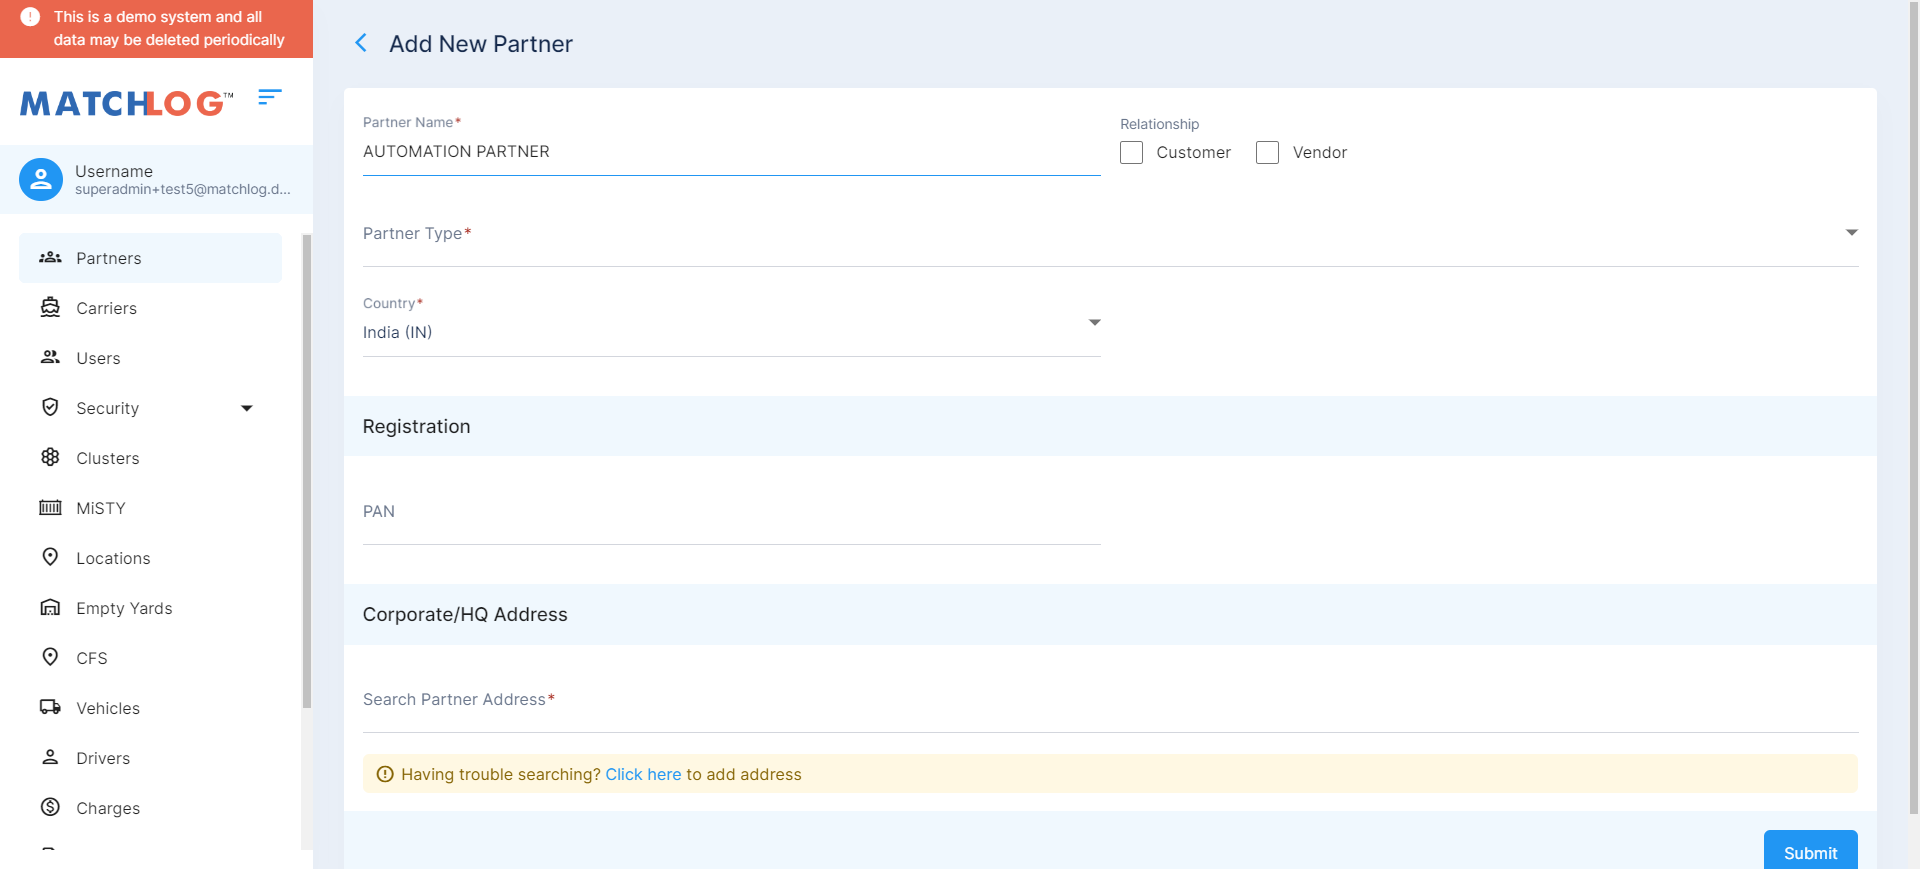 This is a demo system and all
data may be deleted periodically
MATCHLOG™
Username
superadmin+test5@matchlog.d...
Partners
Carriers
Users
Security
Clusters
MiSTY
Locations
Empty Yards
CFS
Vehicles
Drivers
Charges
Add New Partner
Partner Name*
AUTOMATION PARTNER
Relationship
Customer
Vendor
Partner Type*
Country*
India (IN)
Registration
PAN
Corporate/HQ Address
Search Partner Address*
Having trouble searching? Click here to add address
Submit